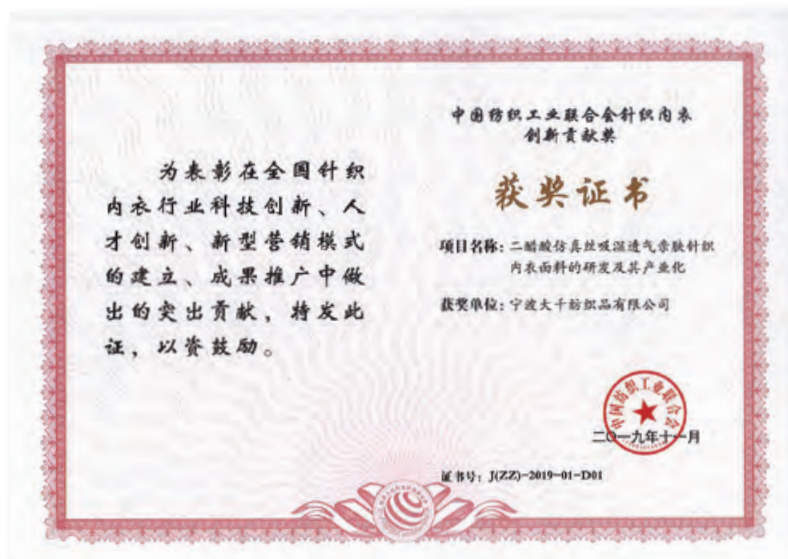 为表彰在全国针织
内衣行业科技创新、人
才创新、新型营销模式
的建立、成果推广中做
出的突出贡献，特发此
证，以资鼓励。
中国纺织工业联合会针织内衣
创新贡献奖
获奖证书
项目名称：二醋酸仿真丝吸湿透气亲肤针织
内衣面料的研发及其产业化
获奖单位：宁波大千纺织品有限公司
中国纺织工业联合会
二〇一九年十一月
证书号：J(ZZ)-2019-01-D01